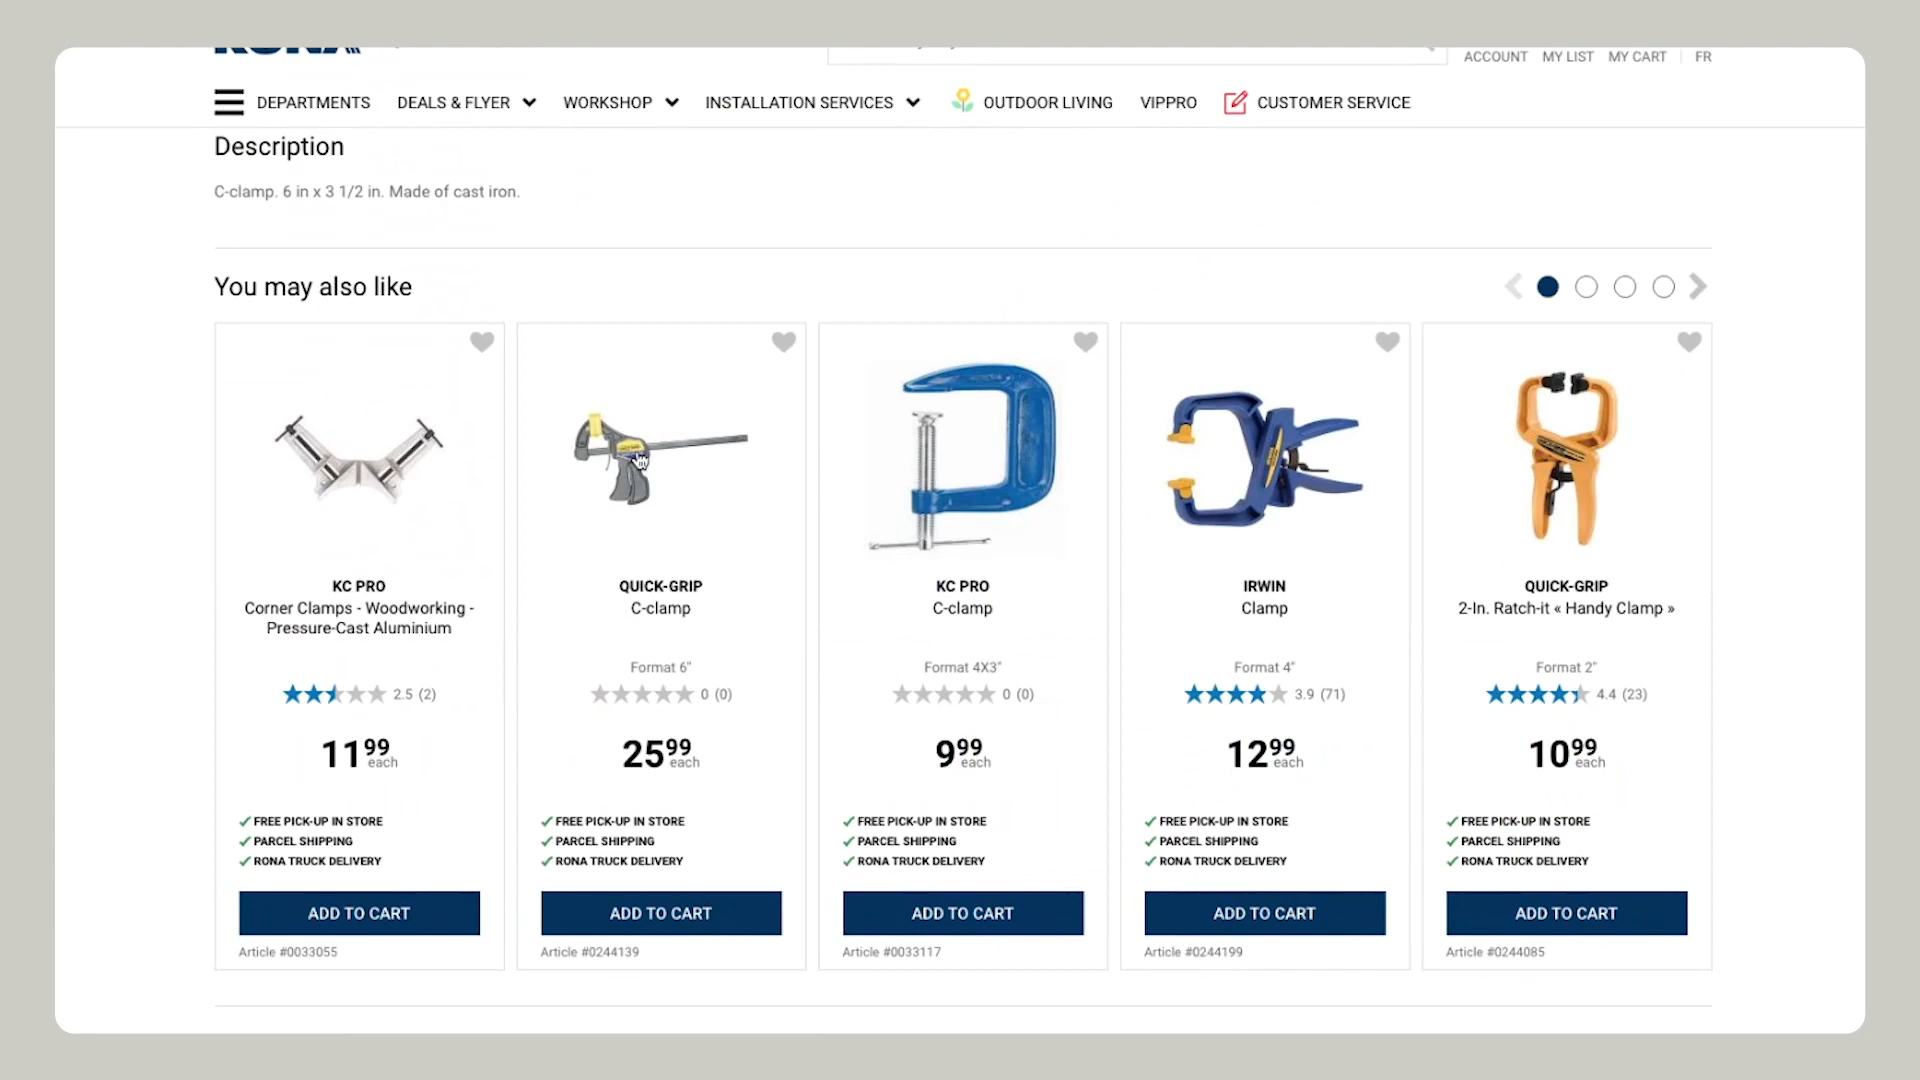 ACCOUNT MY LIST MY CART FR
DEPARTMENTS DEALS & FLYER WORKSHOP INSTALLATION SERVICES OUTDOOR LIVING VIPPRO CUSTOMER SERVICE
Description
C-clamp. 6 in x 3 1/2 in. Made of cast iron.
You may also like
KC PRO
Corner Clamps - Woodworking -
Pressure-Cast Aluminium
2.5 (2)
11 99 each
FREE PICK-UP IN STORE
PARCEL SHIPPING
RONA TRUCK DELIVERY
ADD TO CART
Article #0033055
QUICK-GRIP
C-clamp
Format 6"
0 (0)
25 99 each
FREE PICK-UP IN STORE
PARCEL SHIPPING
RONA TRUCK DELIVERY
ADD TO CART
Article #0244139
KC PRO
C-clamp
Format 4X3"
0 (0)
9 99 each
FREE PICK-UP IN STORE
PARCEL SHIPPING
RONA TRUCK DELIVERY
ADD TO CART
Article #0033117
IRWIN
Clamp
Format 4"
3.9 (71)
12 99 each
FREE PICK-UP IN STORE
PARCEL SHIPPING
RONA TRUCK DELIVERY
ADD TO CART
Article #0244199
QUICK-GRIP
2-In. Ratch-it « Handy Clamp »
Format 2"
4.4 (23)
10 99 each
FREE PICK-UP IN STORE
PARCEL SHIPPING
RONA TRUCK DELIVERY
ADD TO CART
Article #0244085